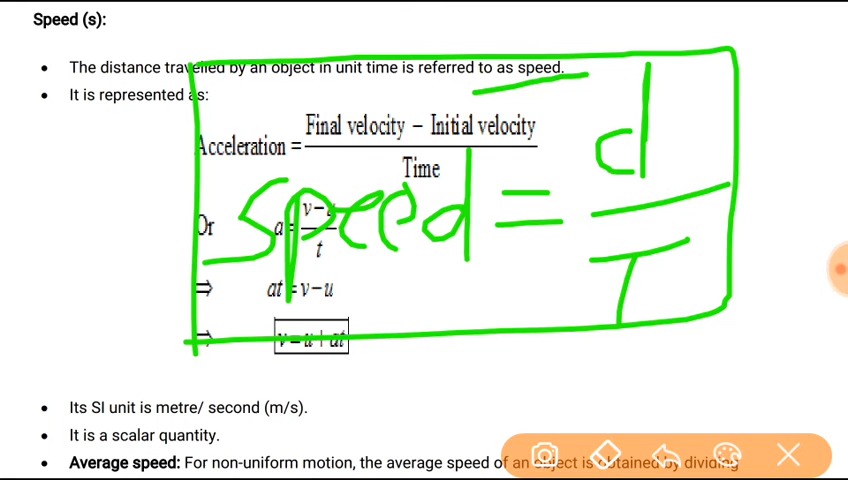 Speed (s):
• The distance travelled by an object in unit time is referred to as speed.
• It is represented as:
Acceleration = Final velocity − Initial velocity / Time
Speed = d / T
Or a = v−u / t
⇒ at = v−u
⇒ v = u + at
• Its SI unit is metre/ second (m/s).
• It is a scalar quantity.
• Average speed: For non-uniform motion, the average speed of an object is obtained by dividing